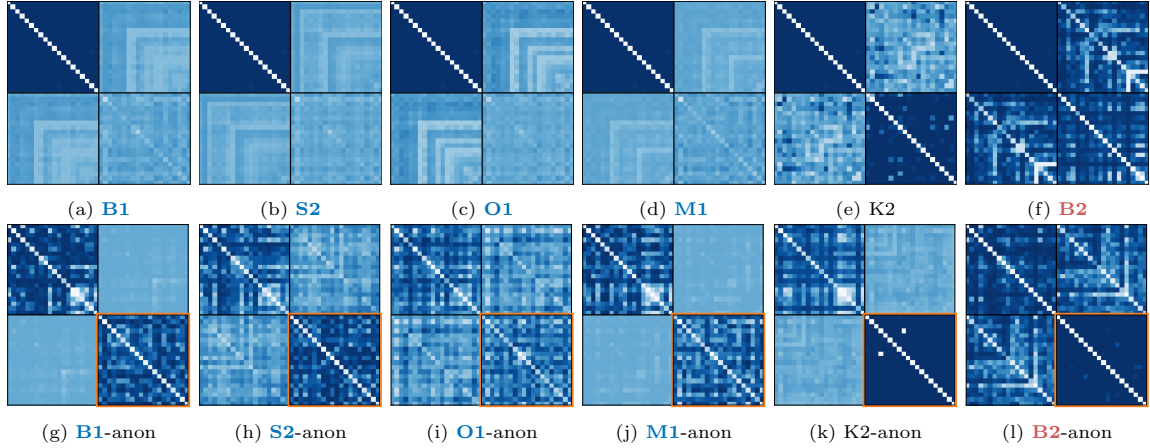 (a) B1
(b) S2
(c) O1
(d) M1
(e) K2
(f) B2
(g) B1-anon
(h) S2-anon
(i) O1-anon
(j) M1-anon
(k) K2-anon
(l) B2-anon